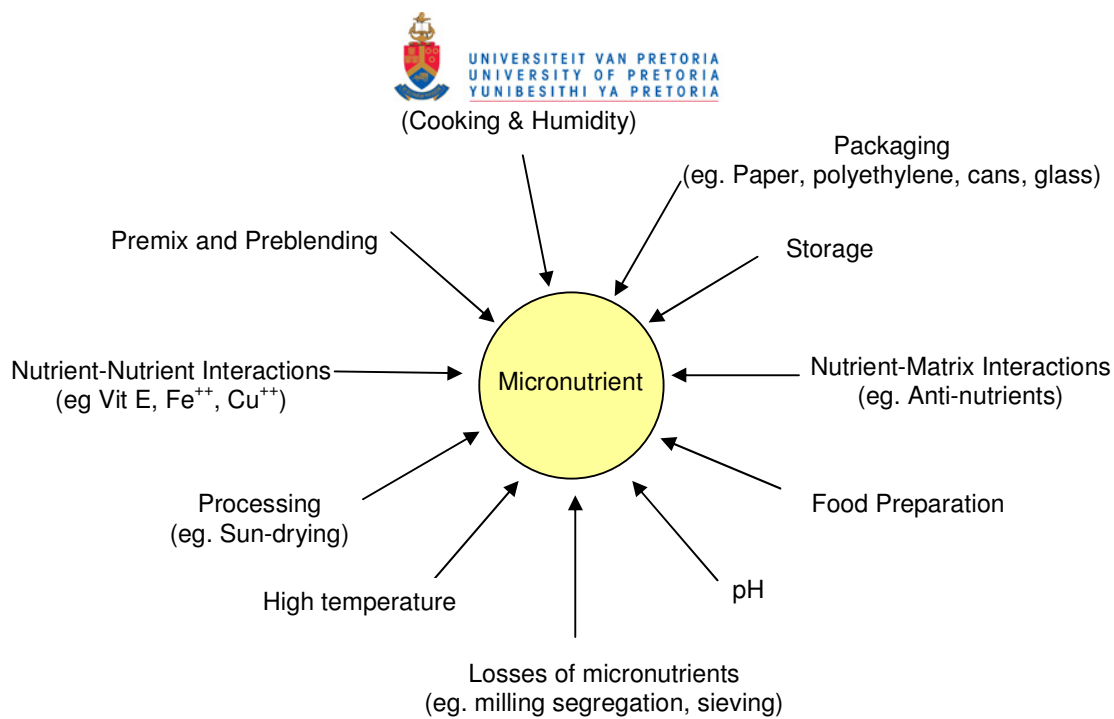 UNIVERSITEIT VAN PRETORIA
UNIVERSITY OF PRETORIA
YUNIBESITHI YA PRETORIA
(Cooking & Humidity)
Packaging
(eg. Paper, polyethylene, cans, glass)
Premix and Preblending
Storage
Nutrient-Nutrient Interactions
(eg Vit E, Fe⁺⁺, Cu⁺⁺)
Micronutrient
Nutrient-Matrix Interactions
(eg. Anti-nutrients)
Processing
(eg. Sun-drying)
Food Preparation
High temperature
pH
Losses of micronutrients
(eg. milling segregation, sieving)